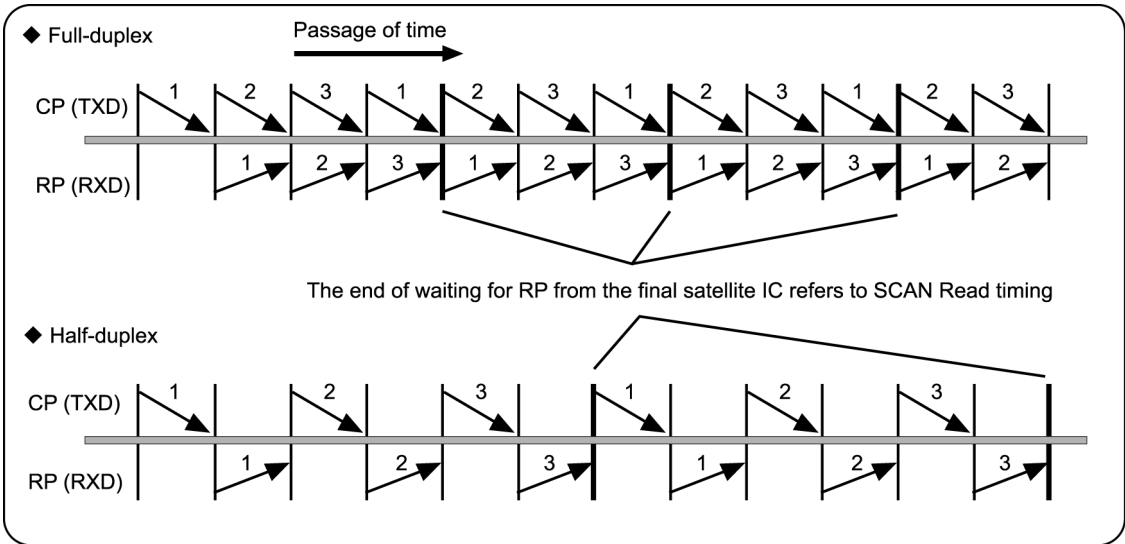 ◆ Full-duplex
Passage of time
CP (TXD)
1 2 3 1 2 3 1 2 3 1 2 3
RP (RXD)
1 2 3 1 2 3 1 2 3 1 2
The end of waiting for RP from the final satellite IC refers to SCAN Read timing
◆ Half-duplex
CP (TXD)
1 2 3 1 2 3
RP (RXD)
1 2 3 1 2 3